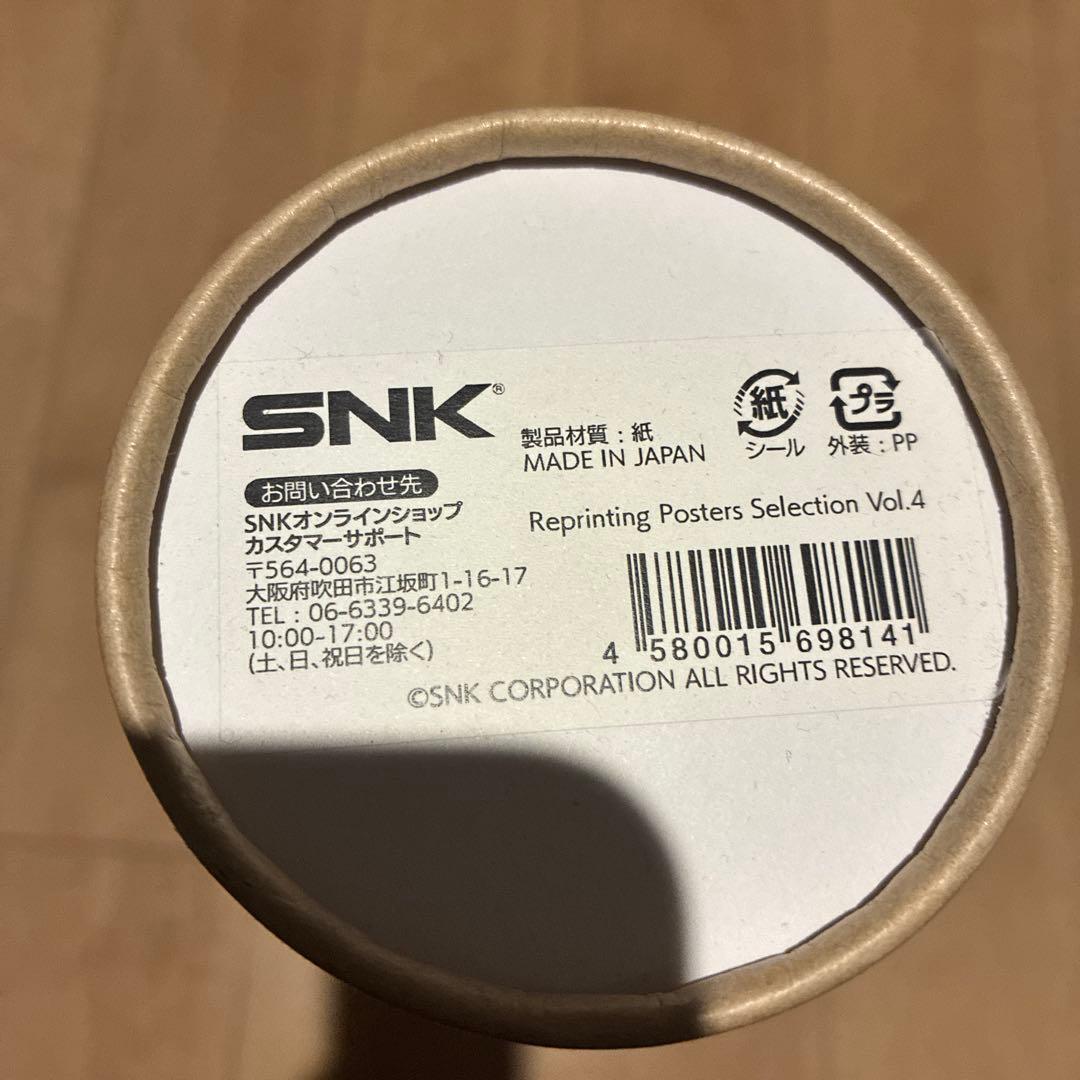 SNK®
お問い合わせ先
SNKオンラインショップ
カスタマーサポート
〒564-0063
大阪府吹田市江坂町1-16-17
TEL : 06-6339-6402
10:00-17:00
(土、日、祝日を除く)
製品材質 : 紙
MADE IN JAPAN
紙
シール
プラ
外装 : PP
Reprinting Posters Selection Vol.4
4 580015 698141
©SNK CORPORATION ALL RIGHTS RESERVED.